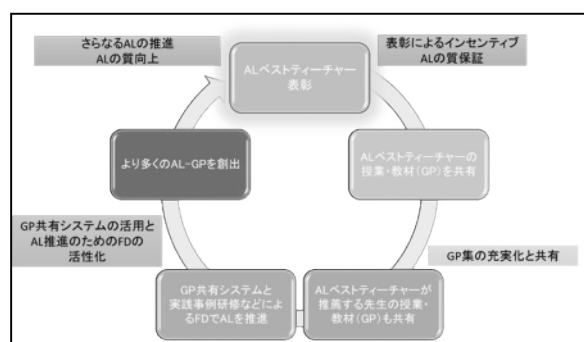 さらなるALの推進
ALの質向上
ALベストティーチャー
表彰
表彰によるインセンティブ
ALの質保証
より多くのAL-GPを創出
ALベストティーチャーの
授業・教材(GP)を共有
GP共有システムの活用と
AL推進のためのFDの
活性化
GP集の充実化と共有
GP共有システムと
実践事例研修などによ
るFDでALを推進
ALベストティーチャーが
推薦する先生の授業・
教材(GP)も共有